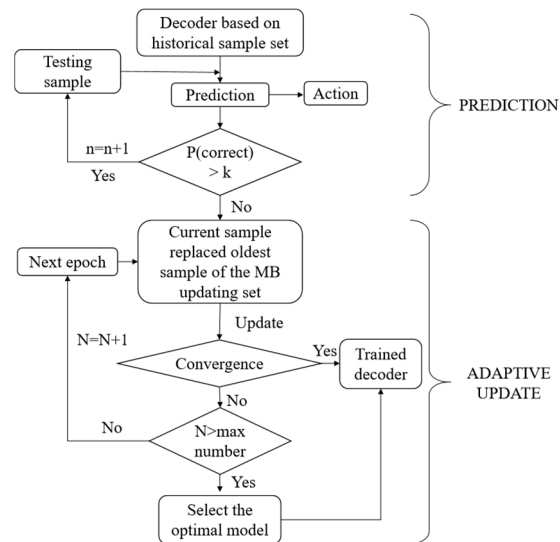 Decoder based on
historical sample set
Testing
sample
Prediction
Action
PREDICTION
n=n+1
Yes
P(correct)
> k
No
Current sample
replaced oldest
sample of the MB
updating set
Next epoch
Update
N=N+1
Convergence
Yes
Trained
decoder
ADAPTIVE
UPDATE
No
No
N>max
number
Yes
Select the
optimal model